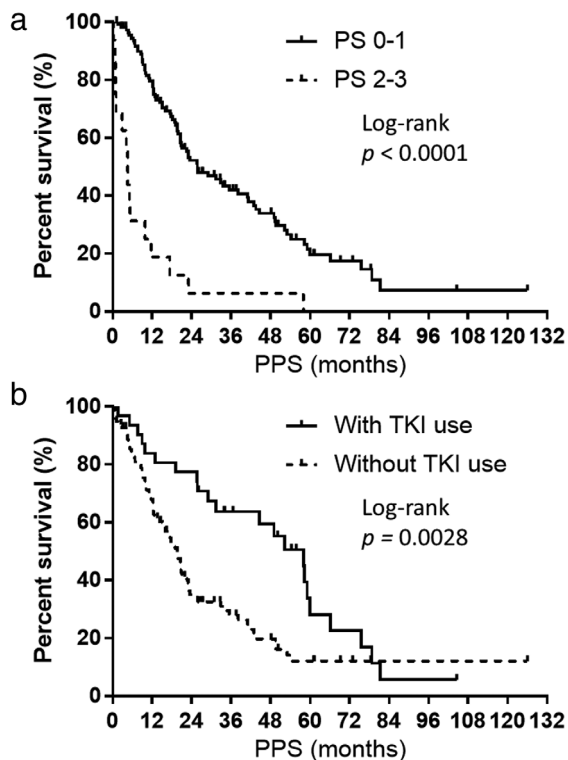 a
Percent survival (%)
100
80
60
40
20
0
PS 0-1
PS 2-3
Log-rank
p < 0.0001
0 12 24 36 48 60 72 84 96 108 120 132
PPS (months)
b
Percent survival (%)
100
80
60
40
20
0
With TKI use
Without TKI use
Log-rank
p = 0.0028
0 12 24 36 48 60 72 84 96 108 120 132
PPS (months)